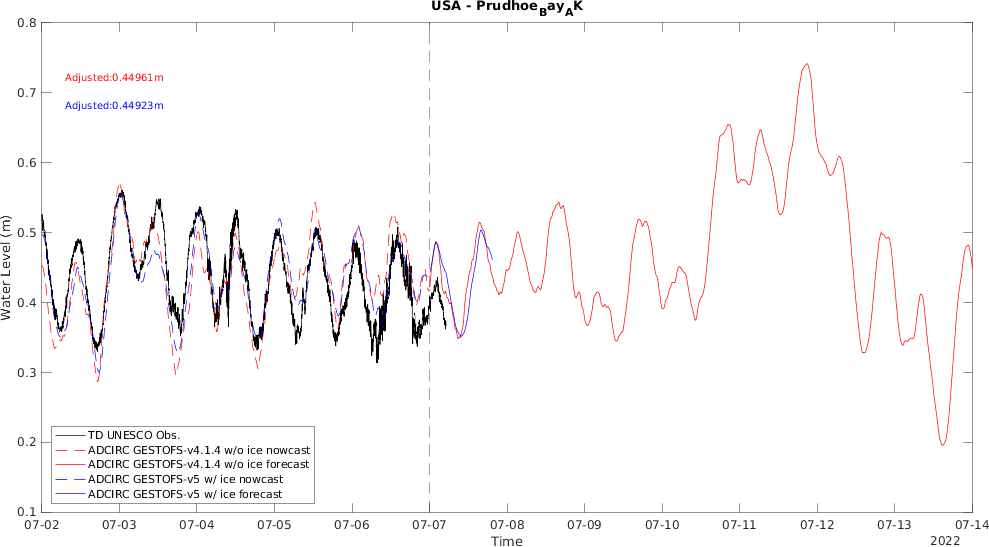 USA - PrudhoeBayAK
Adjusted:0.44961m
Adjusted:0.44923m
Water Level (m)
0.8
0.7
0.6
0.5
0.4
0.3
0.2
0.1
TD UNESCO Obs.
ADCIRC GESTOFS-v4.1.4 w/o ice nowcast
ADCIRC GESTOFS-v4.1.4 w/o ice forecast
ADCIRC GESTOFS-v5 w/ ice nowcast
ADCIRC GESTOFS-v5 w/ ice forecast
07-02 07-03 07-04 07-05 07-06 07-07 07-08 07-09 07-10 07-11 07-12 07-13 07-14
Time
2022